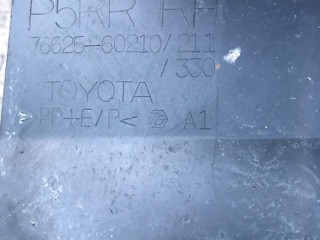 P5RR RH
76625-60210/211
/330
TOYOTA
>PP+E/P< A1